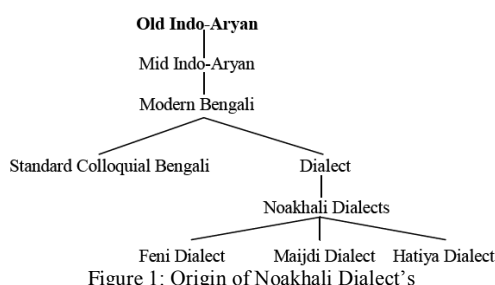 Old Indo-Aryan
Mid Indo-Aryan
Modern Bengali
Standard Colloquial Bengali Dialect
Noakhali Dialects
Feni Dialect Maijdi Dialect Hatiya Dialect
Figure 1: Origin of Noakhali Dialect's